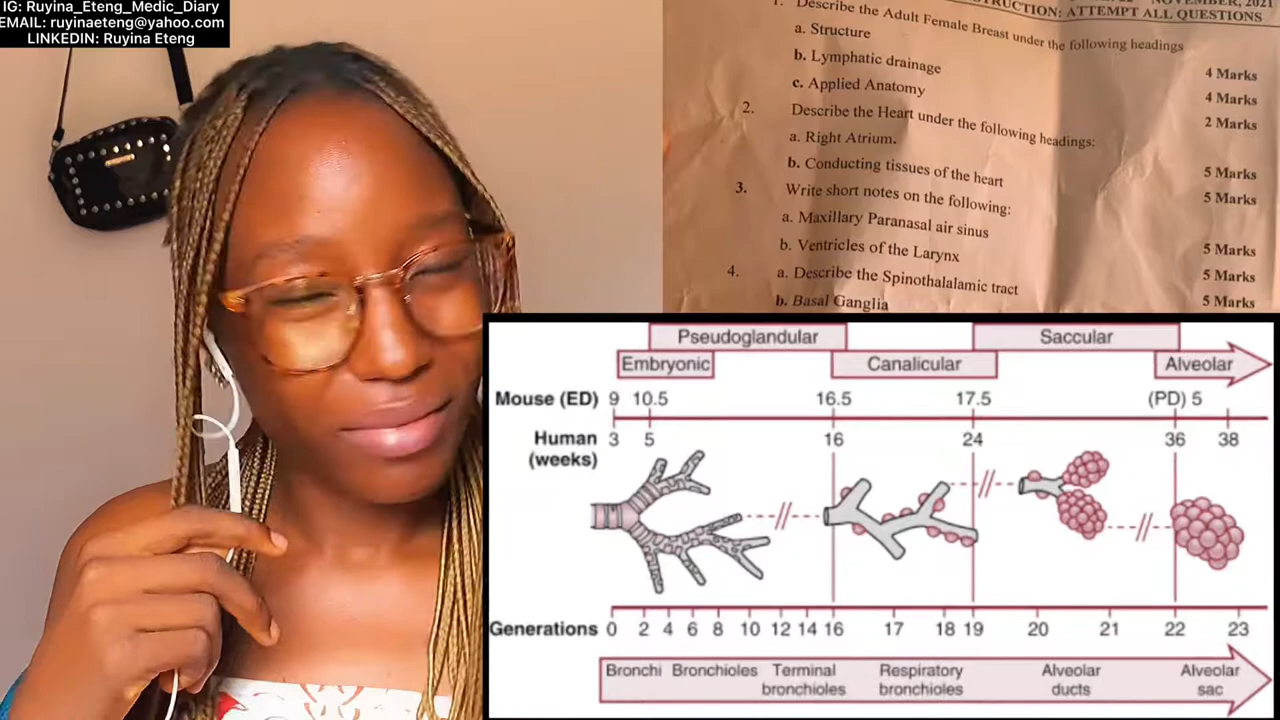 IG: Ruyina_Eteng_Medic_Diary
EMAIL: ruyinaeteng@yahoo.com
LINKEDIN: Ruyina Eteng
NOVEMBER, 2021
: ATTEMPT ALL QUESTIONS
1. Describe the Adult Female Breast under the following headings
a. Structure 4 Marks
b. Lymphatic drainage 4 Marks
c. Applied Anatomy 2 Marks
2. Describe the Heart under the following headings:
a. Right Atrium. 5 Marks
b. Conducting tissues of the heart 5 Marks
3. Write short notes on the following:
a. Maxillary Paranasal air sinus 5 Marks
b. Ventricles of the Larynx 5 Marks
4. a. Describe the Spinothalalamic tract 5 Marks
b. Basal Ganglia
Pseudoglandular Saccular
Embryonic Canalicular Alveolar
Mouse (ED) 9 10.5 16.5 17.5 (PD) 5
Human 3 5 16 24 36 38
(weeks)
Generations 0 2 4 6 8 10 12 14 16 17 18 19 20 21 22 23
Bronchi Bronchioles Terminal Respiratory Alveolar Alveolar
bronchioles bronchioles ducts sac